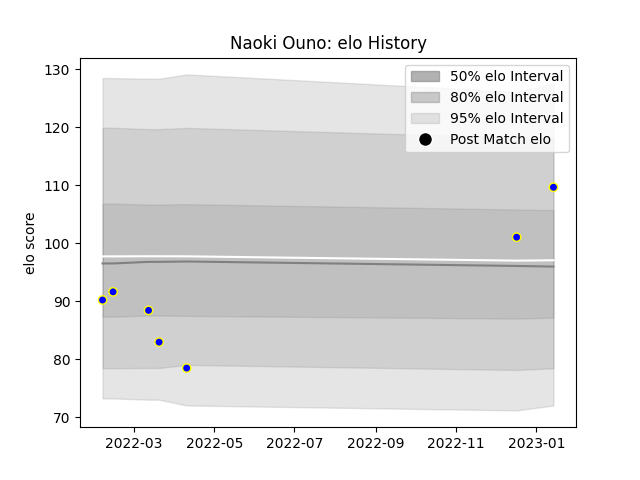 Naoki Ouno: elo History
130
120
110
100
90
80
70
elo score
50% elo Interval
80% elo Interval
95% elo Interval
Post Match elo
2022-03
2022-05
2022-07
2022-09
2022-11
2023-01